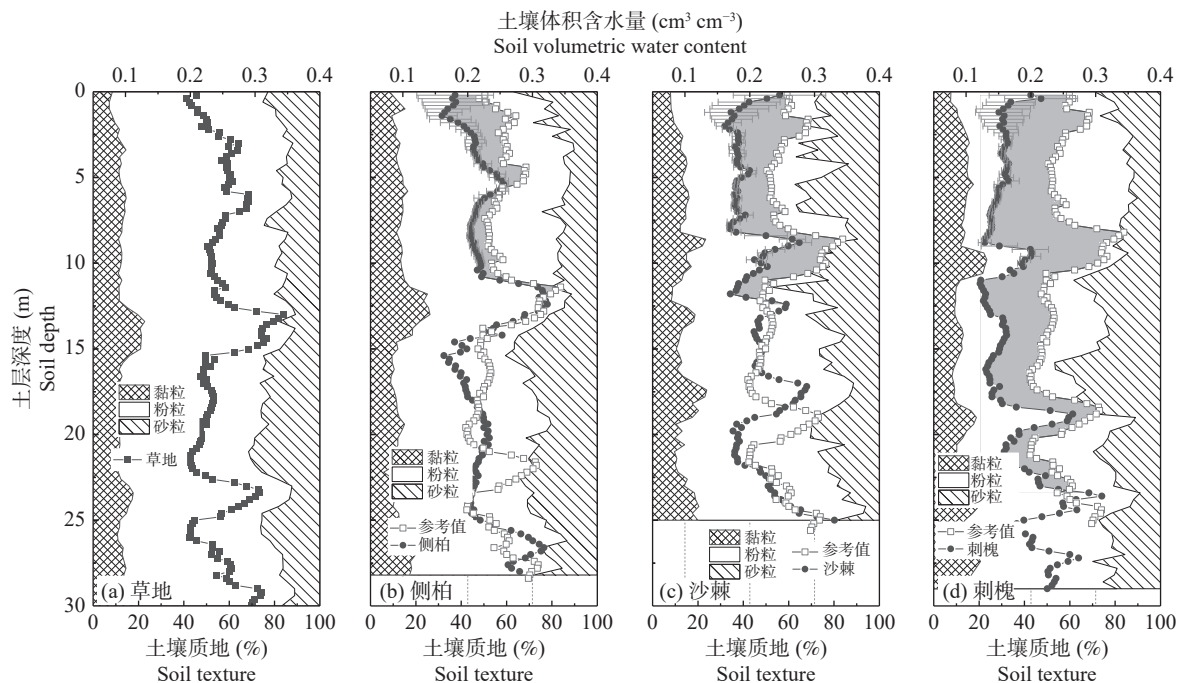 土壤体积含水量 (cm³ cm⁻³)
Soil volumetric water content
0.1 0.2 0.3 0.4 0.1 0.2 0.3 0.4 0.1 0.2 0.3 0.4 0.1 0.2 0.3 0.4
0
5
10
15
20
25
30
土层深度 (m)
Soil depth
黏粒
粉粒
砂粒
草地
(a) 草地
黏粒
粉粒
砂粒
参考值
侧柏
(b) 侧柏
黏粒
粉粒
砂粒
参考值
沙棘
(c) 沙棘
黏粒
粉粒
砂粒
参考值
刺槐
(d) 刺槐
0 20 40 60 80 100 0 20 40 60 80 100 0 20 40 60 80 100 0 20 40 60 80 100
土壤质地 (%) 土壤质地 (%) 土壤质地 (%) 土壤质地 (%)
Soil texture Soil texture Soil texture Soil texture